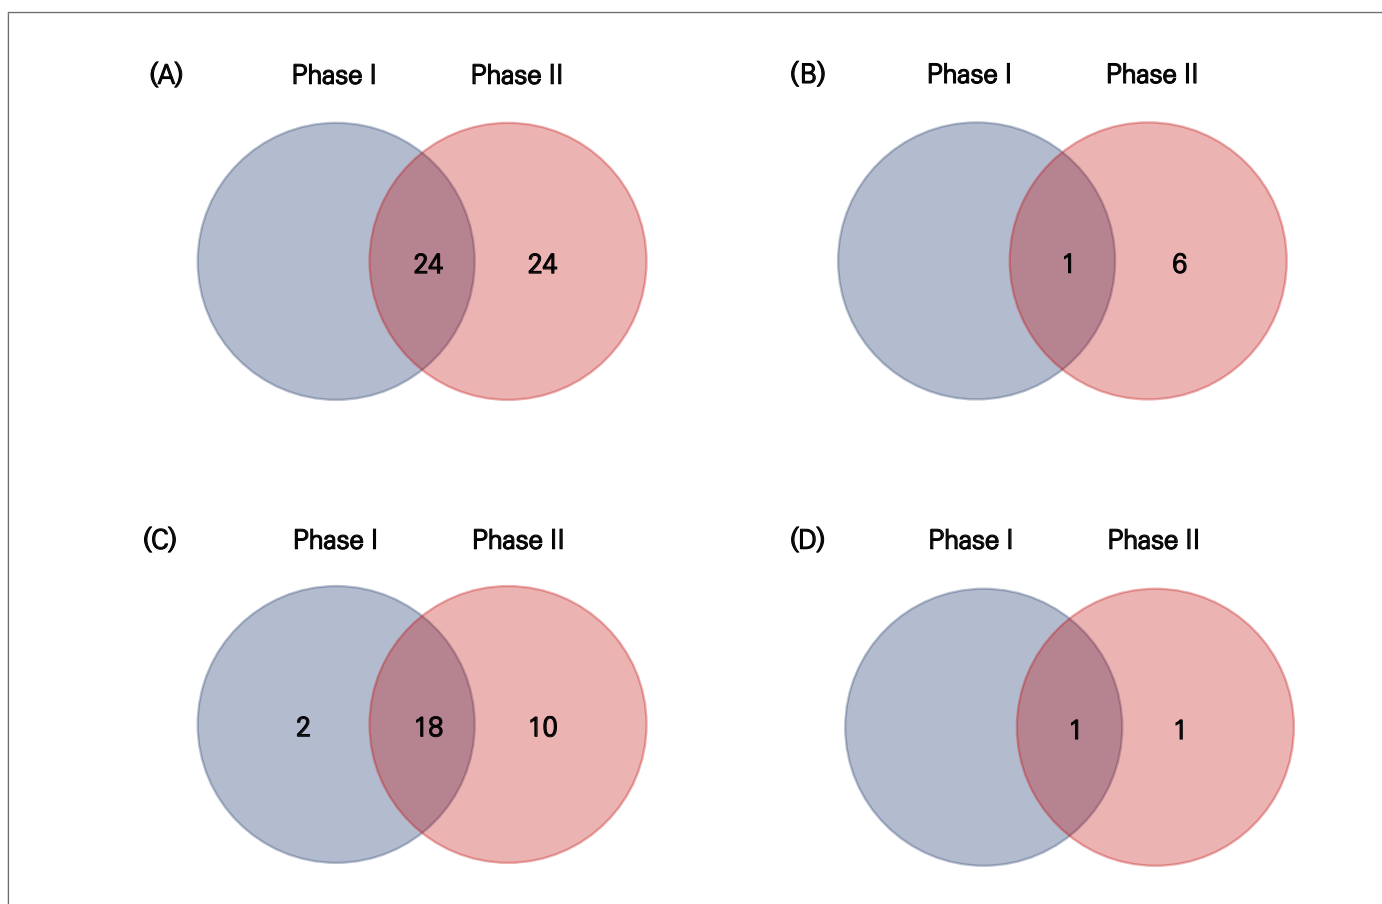 (A) Phase I Phase II (B) Phase I Phase II
24 24 1 6
(C) Phase I Phase II (D) Phase I Phase II
2 18 10 1 1